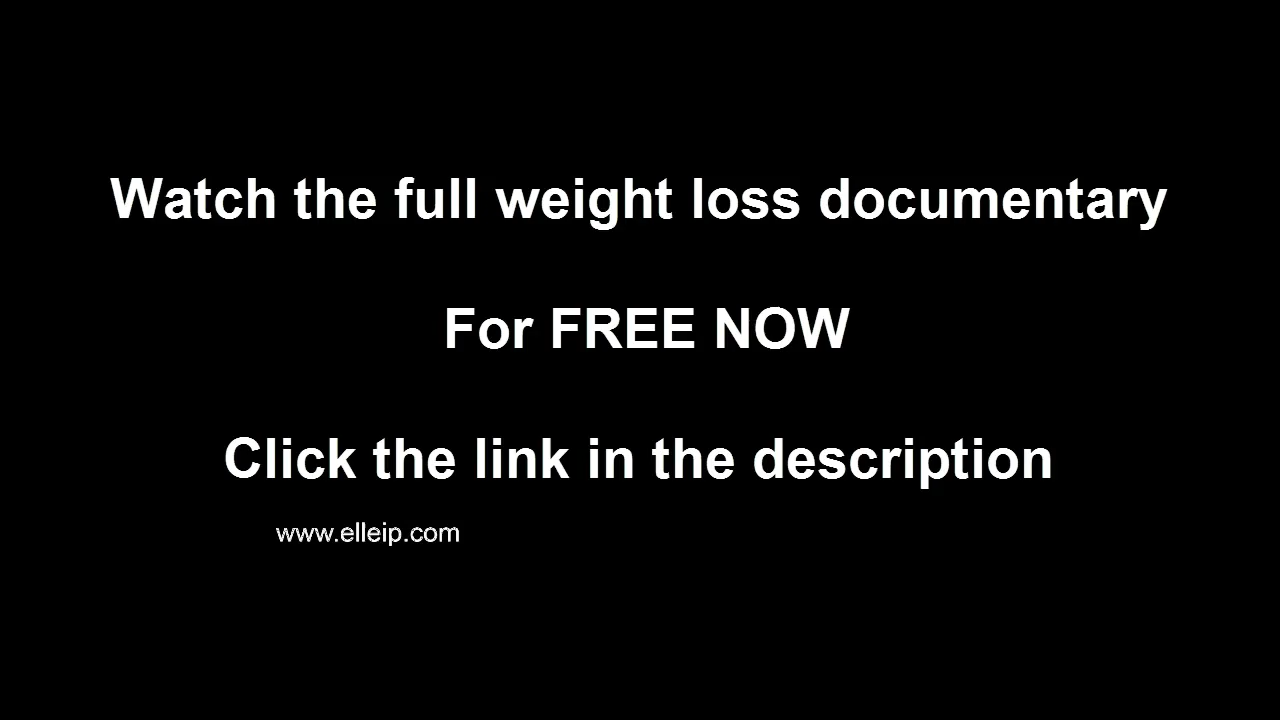 Watch the full weight loss documentary
For FREE NOW
Click the link in the description
www.elleip.com